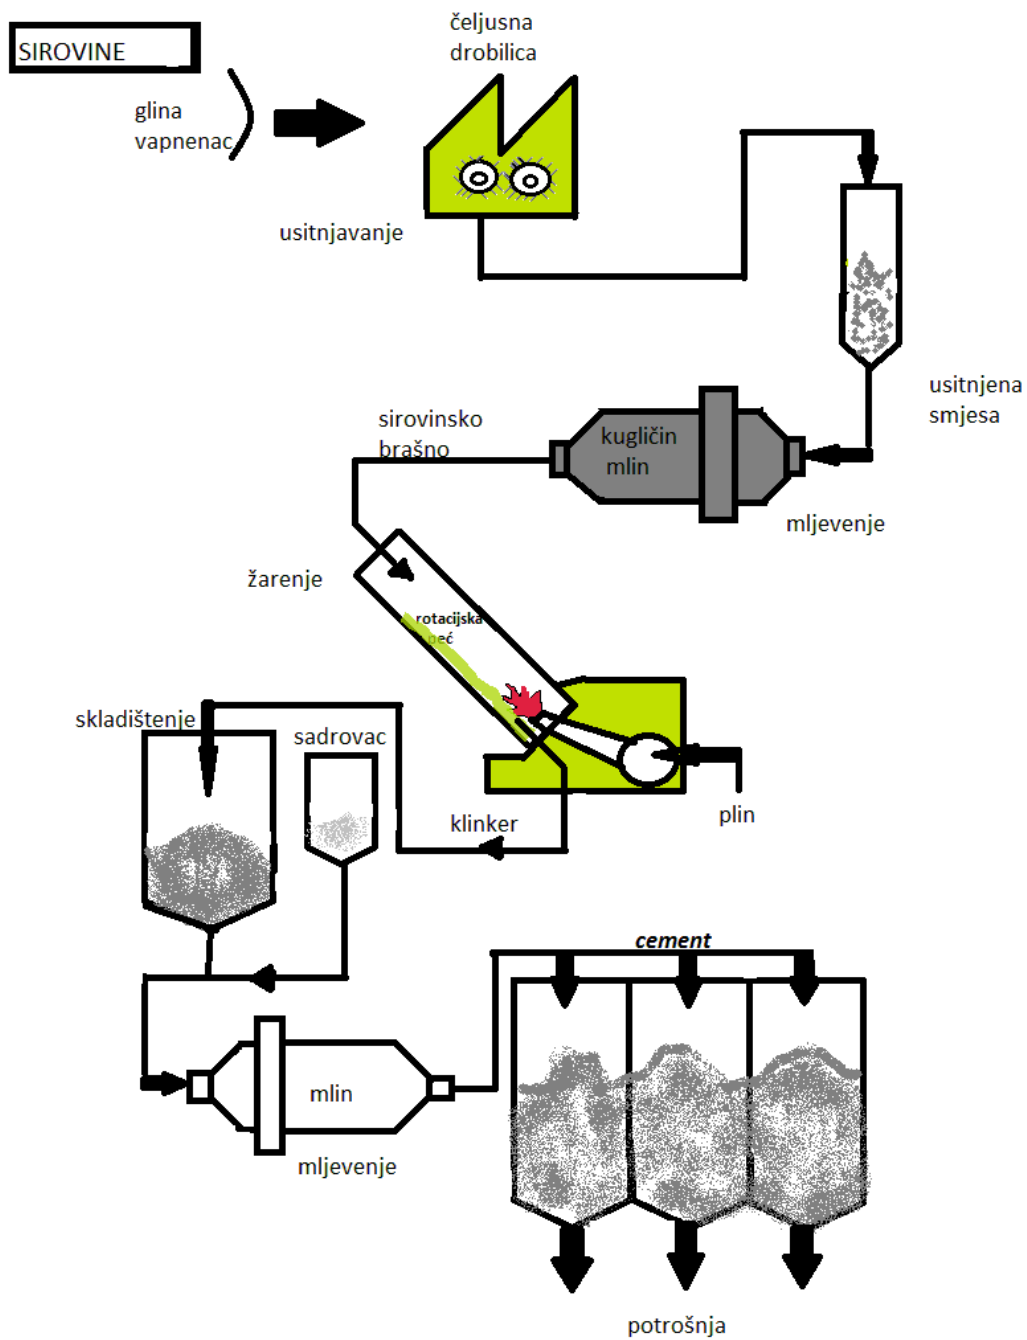 SIROVINE
glina
vapnenac
čeljusna
drobilica
usitnjavanje
usitnjena
smjesa
kugličin
mlin
mljevenje
sirovinsko
brašno
žarenje
rotacijska
peć
plin
klinker
skladištenje
sadrovac
mlin
mljevenje
cement
potrošnja